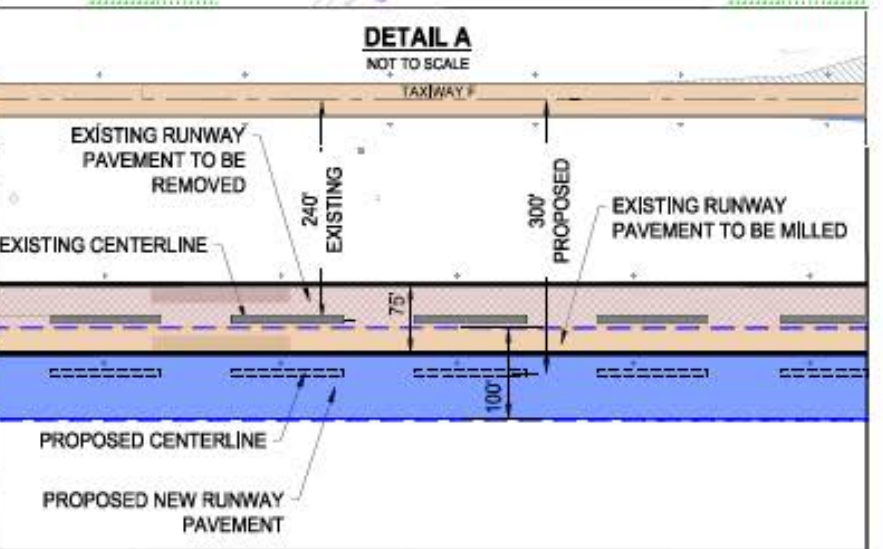 DETAIL A
NOT TO SCALE
TAXIWAY F
EXISTING RUNWAY
PAVEMENT TO BE
REMOVED
240'
EXISTING
300'
PROPOSED
EXISTING RUNWAY
PAVEMENT TO BE MILLED
EXISTING CENTERLINE
75'
100'
PROPOSED CENTERLINE
PROPOSED NEW RUNWAY
PAVEMENT